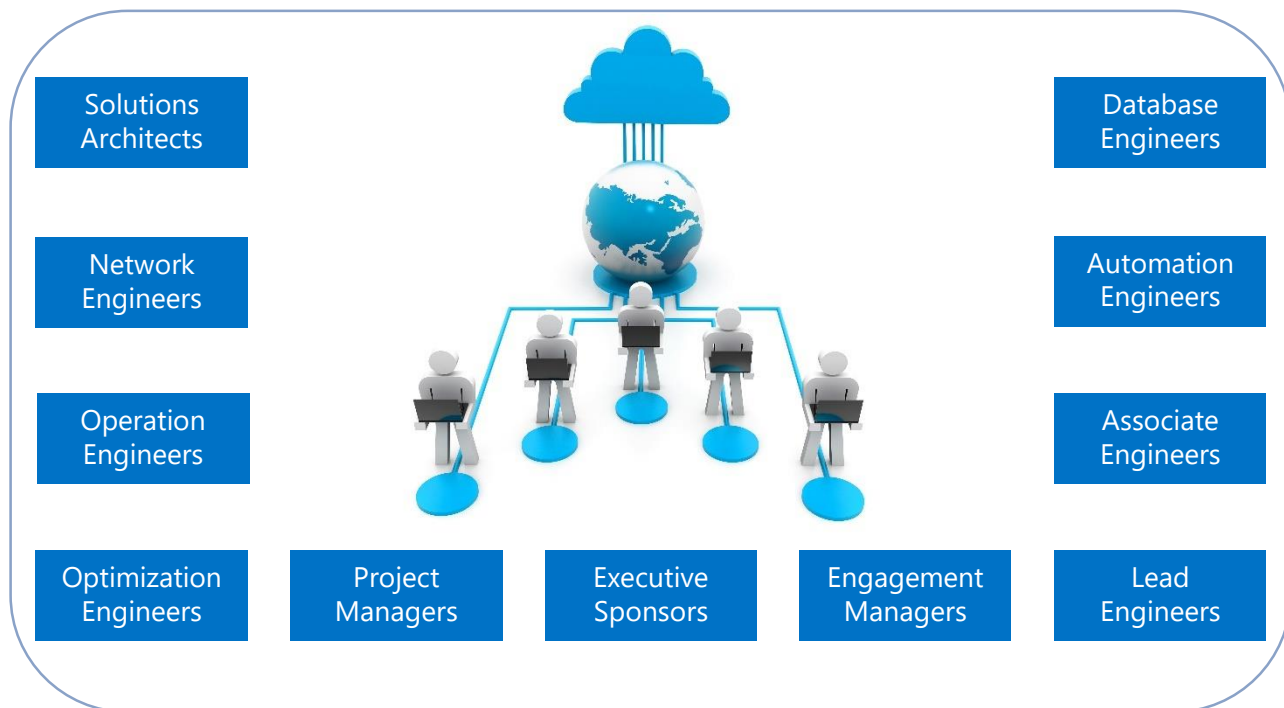 Solutions
Architects
Database
Engineers
Network
Engineers
Automation
Engineers
Operation
Engineers
Associate
Engineers
Optimization
Engineers
Project
Managers
Executive
Sponsors
Engagement
Managers
Lead
Engineers